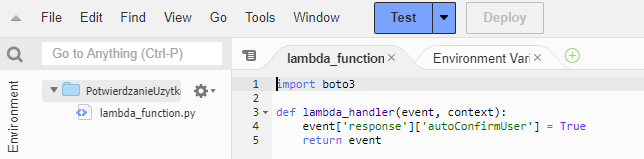 File Edit Find View Go Tools Window Test Deploy
Go to Anything (Ctrl-P)
lambda_function
Environment Vari
Environment
PotwierdzanieUzytk
lambda_function.py
1 import boto3
2
3 def lambda_handler(event, context):
4 event['response']['autoConfirmUser'] = True
5 return event